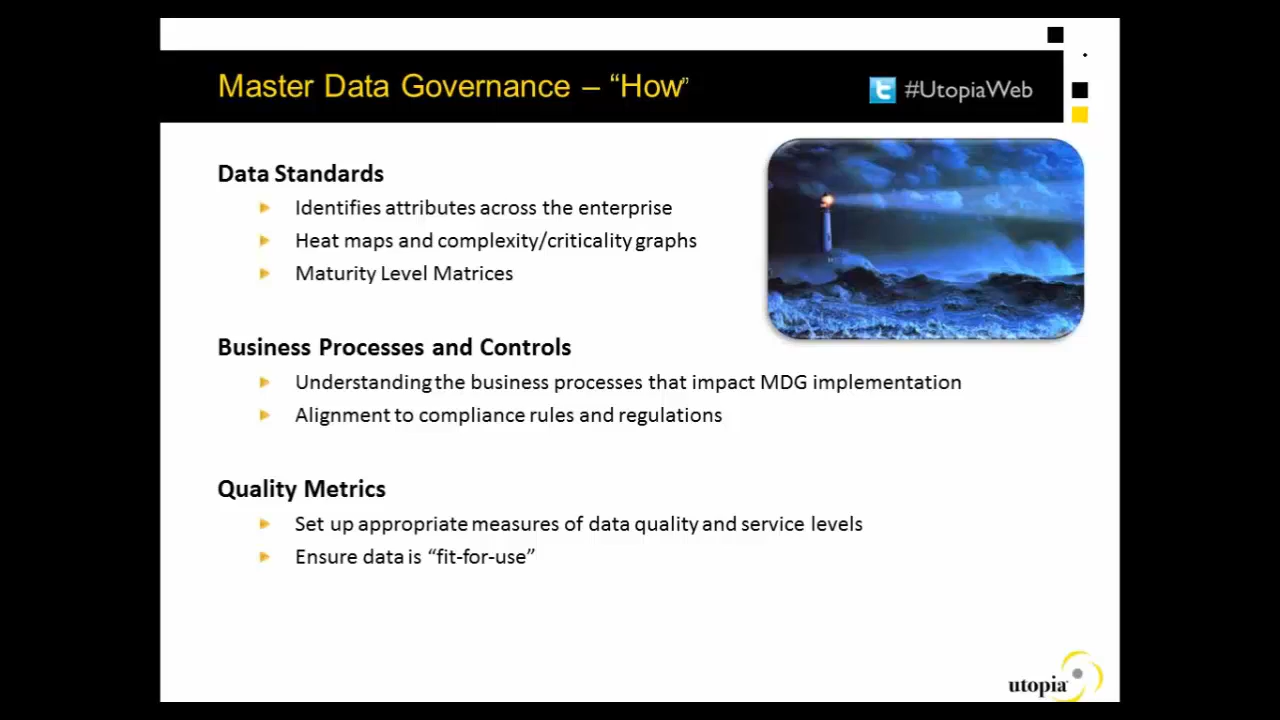 Master Data Governance – “How”
#UtopiaWeb
Data Standards
Identifies attributes across the enterprise
Heat maps and complexity/criticality graphs
Maturity Level Matrices
Business Processes and Controls
Understanding the business processes that impact MDG implementation
Alignment to compliance rules and regulations
Quality Metrics
Set up appropriate measures of data quality and service levels
Ensure data is “fit-for-use”
utopia